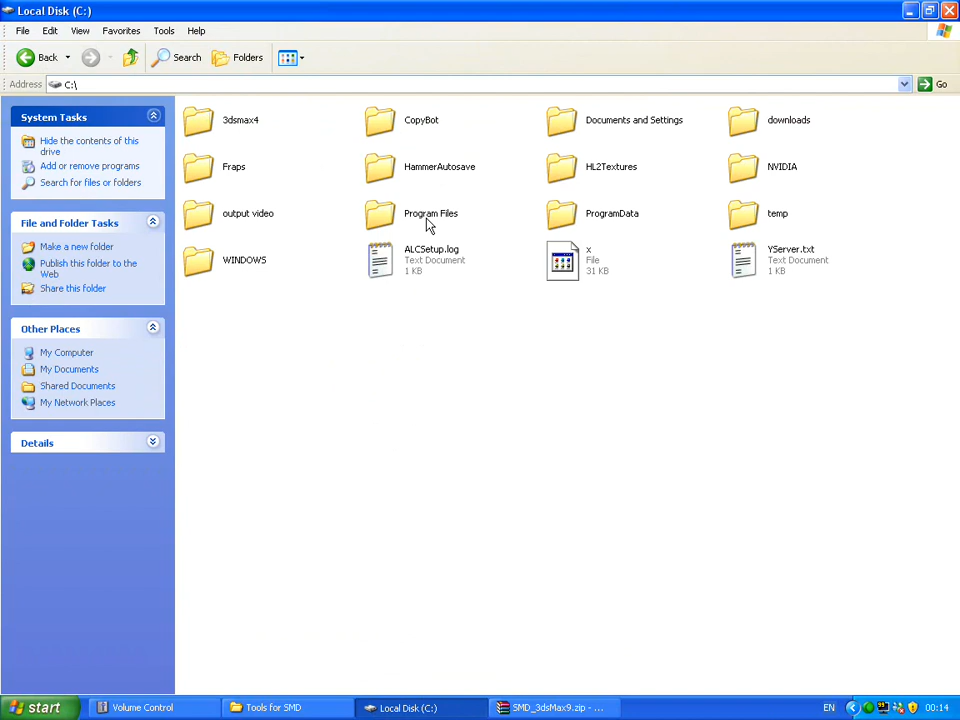 Local Disk (C:)
File Edit View Favorites Tools Help
Back Search Folders
Address C:\ Go
System Tasks
Hide the contents of this
drive
Add or remove programs
Search for files or folders
File and Folder Tasks
Make a new folder
Publish this folder to the
Web
Share this folder
Other Places
My Computer
My Documents
Shared Documents
My Network Places
Details
3dsmax4
CopyBot
Documents and Settings
downloads
Fraps
HammerAutosave
HL2Textures
NVIDIA
output video
Program Files
ProgramData
temp
WINDOWS
ALCSetup.log
Text Document
1 KB
x
File
31 KB
YServer.txt
Text Document
1 KB
start
Volume Control
Tools for SMD
Local Disk (C:)
SMD_3dsMax9.zip - ...
EN
00:14